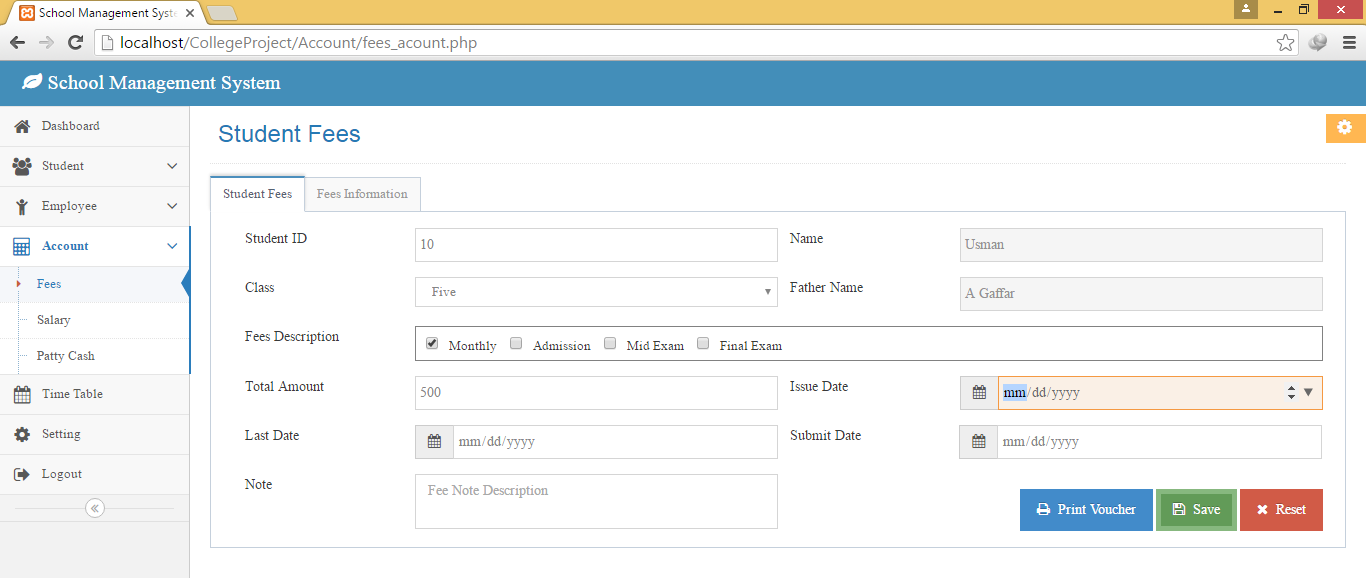 School Management Syst
localhost/CollegeProject/Account/fees_acount.php
School Management System
Dashboard
Student
Employee
Account
Fees
Salary
Patty Cash
Time Table
Setting
Logout
Student Fees
Student Fees Fees Information
Student ID 10 Name Usman
Class Five Father Name A Gaffar
Fees Description Monthly Admission Mid Exam Final Exam
Total Amount 500 Issue Date mm/dd/yyyy
Last Date mm/dd/yyyy Submit Date mm/dd/yyyy
Note Fee Note Description
Print Voucher Save Reset